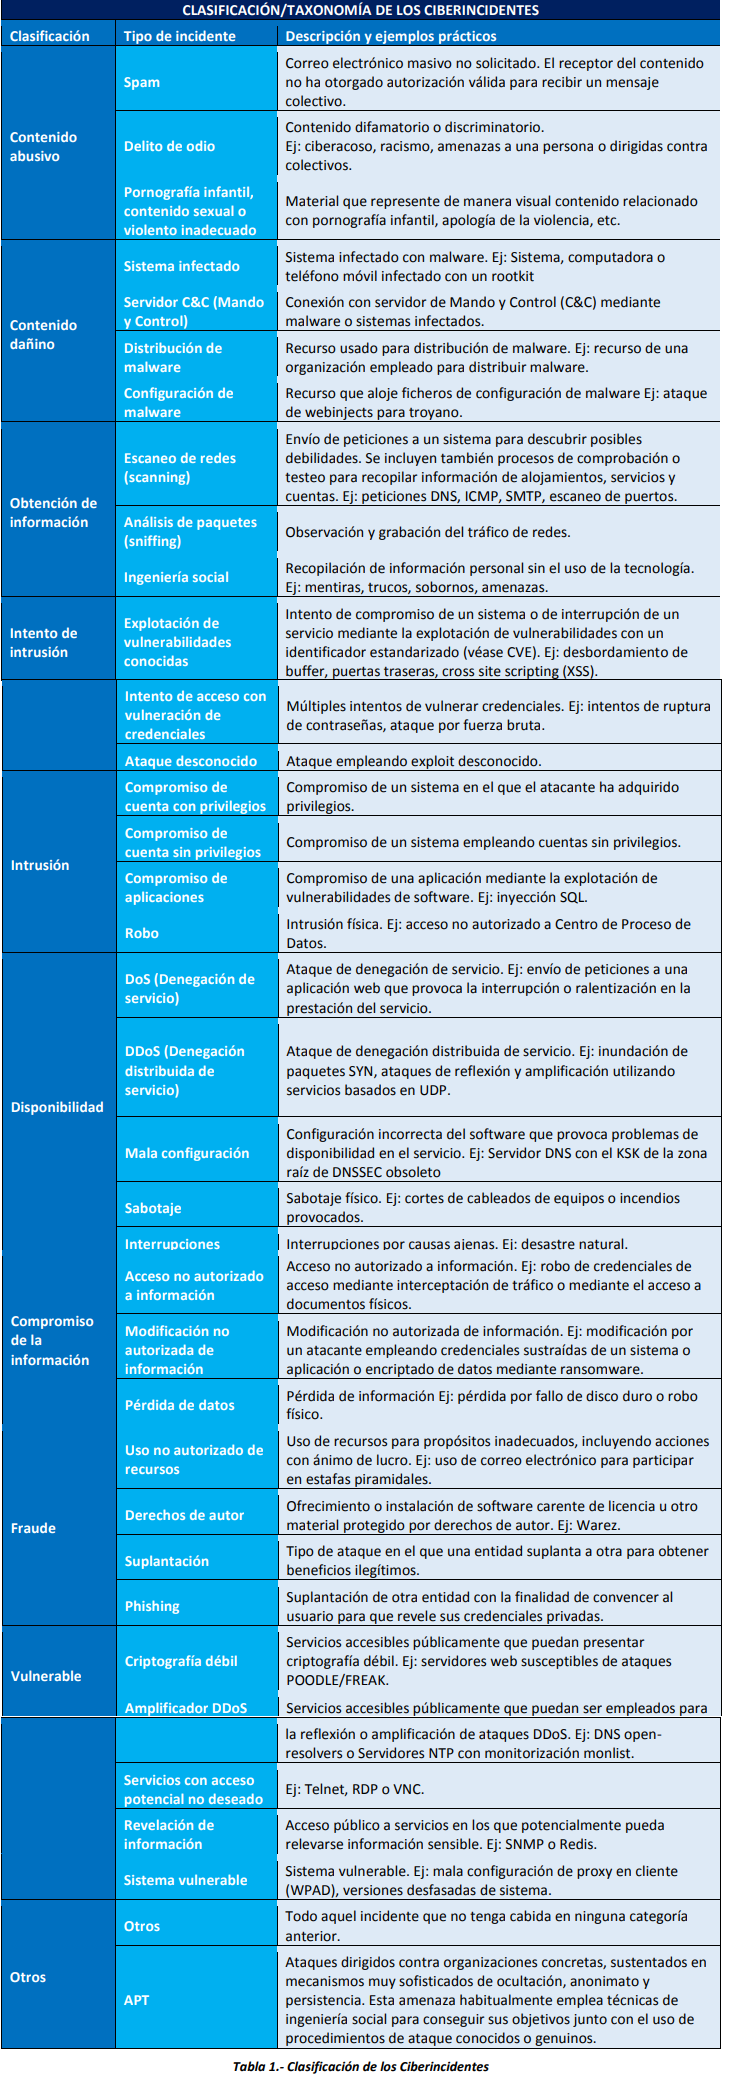 CLASIFICACIÓN/TAXONOMÍA DE LOS CIBERINCIDENTES
Clasificación Tipo de incidente Descripción y ejemplos prácticos
Contenido
abusivo
Spam
Correo electrónico masivo no solicitado. El receptor del contenido
no ha otorgado autorización válida para recibir un mensaje
colectivo.
Delito de odio
Contenido difamatorio o discriminatorio.
Ej: ciberacoso, racismo, amenazas a una persona o dirigidas contra
colectivos.
Pornografía infantil,
contenido sexual o
violento inadecuado
Material que represente de manera visual contenido relacionado
con pornografía infantil, apología de la violencia, etc.
Contenido
dañino
Sistema infectado
Sistema infectado con malware. Ej: Sistema, computadora o
teléfono móvil infectado con un rootkit
Servidor C&C (Mando
y Control)
Conexión con servidor de Mando y Control (C&C) mediante
malware o sistemas infectados.
Distribución de
malware
Recurso usado para distribución de malware. Ej: recurso de una
organización empleado para distribuir malware.
Configuración de
malware
Recurso que aloje ficheros de configuración de malware Ej: ataque
de webinjects para troyano.
Obtención de
información
Escaneo de redes
(scanning)
Envío de peticiones a un sistema para descubrir posibles
debilidades. Se incluyen también procesos de comprobación o
testeo para recopilar información de alojamientos, servicios y
cuentas. Ej: peticiones DNS, ICMP, SMTP, escaneo de puertos.
Análisis de paquetes
(sniffing)
Observación y grabación del tráfico de redes.
Ingeniería social
Recopilación de información personal sin el uso de la tecnología.
Ej: mentiras, trucos, sobornos, amenazas.
Intento de
intrusión
Explotación de
vulnerabilidades
conocidas
Intento de compromiso de un sistema o de interrupción de un
servicio mediante la explotación de vulnerabilidades con un
identificador estandarizado (véase CVE). Ej: desbordamiento de
buffer, puertas traseras, cross site scripting (XSS).
Intento de acceso con
vulneración de
credenciales
Múltiples intentos de vulnerar credenciales. Ej: intentos de ruptura
de contraseñas, ataque por fuerza bruta.
Ataque desconocido
Ataque empleando exploit desconocido.
Intrusión
Compromiso de
cuenta con privilegios
Compromiso de un sistema en el que el atacante ha adquirido
privilegios.
Compromiso de
cuenta sin privilegios
Compromiso de un sistema empleando cuentas sin privilegios.
Compromiso de
aplicaciones
Compromiso de una aplicación mediante la explotación de
vulnerabilidades de software. Ej: inyección SQL.
Robo
Intrusión física. Ej: acceso no autorizado a Centro de Proceso de
Datos.
Disponibilidad
DoS (Denegación de
servicio)
Ataque de denegación de servicio. Ej: envío de peticiones a una
aplicación web que provoca la interrupción o ralentización en la
prestación del servicio.
DDoS (Denegación
distribuida de
servicio)
Ataque de denegación distribuida de servicio. Ej: inundación de
paquetes SYN, ataques de reflexión y amplificación utilizando
servicios basados en UDP.
Mala configuración
Configuración incorrecta del software que provoca problemas de
disponibilidad en el servicio. Ej: Servidor DNS con el KSK de la zona
raíz de DNSSEC obsoleto
Sabotaje
Sabotaje físico. Ej: cortes de cableados de equipos o incendios
provocados.
Interrupciones
Interrupciones por causas ajenas. Ej: desastre natural.
Compromiso
de la
información
Acceso no autorizado
a información
Acceso no autorizado a información. Ej: robo de credenciales de
acceso mediante interceptación de tráfico o mediante el acceso a
documentos físicos.
Modificación no
autorizada de
información
Modificación no autorizada de información. Ej: modificación por
un atacante empleando credenciales sustraídas de un sistema o
aplicación o encriptado de datos mediante ransomware.
Pérdida de datos
Pérdida de información Ej: pérdida por fallo de disco duro o robo
físico.
Fraude
Uso no autorizado de
recursos
Uso de recursos para propósitos inadecuados, incluyendo acciones
con ánimo de lucro. Ej: uso de correo electrónico para participar
en estafas piramidales.
Derechos de autor
Ofrecimiento o instalación de software carente de licencia u otro
material protegido por derechos de autor. Ej: Warez.
Suplantación
Tipo de ataque en el que una entidad suplanta a otra para obtener
beneficios ilegítimos.
Phishing
Suplantación de otra entidad con la finalidad de convencer al
usuario para que revele sus credenciales privadas.
Vulnerable
Criptografía débil
Servicios accesibles públicamente que puedan presentar
criptografía débil. Ej: servidores web susceptibles de ataques
POODLE/FREAK.
Amplificador DDoS
Servicios accesibles públicamente que puedan ser empleados para
la reflexión o amplificación de ataques DDoS. Ej: DNS open-
resolvers o Servidores NTP con monitorización monlist.
Servicios con acceso
potencial no deseado
Ej: Telnet, RDP o VNC.
Revelación de
información
Acceso público a servicios en los que potencialmente pueda
relevarse información sensible. Ej: SNMP o Redis.
Sistema vulnerable
Sistema vulnerable. Ej: mala configuración de proxy en cliente
(WPAD), versiones desfasadas de sistema.
Otros
Otros
Todo aquel incidente que no tenga cabida en ninguna categoría
anterior.
APT
Ataques dirigidos contra organizaciones concretas, sustentados en
mecanismos muy sofisticados de ocultación, anonimato y
persistencia. Esta amenaza habitualmente emplea técnicas de
ingeniería social para conseguir sus objetivos junto con el uso de
procedimientos de ataque conocidos o genuinos.
Tabla 1.- Clasificación de los Ciberincidentes